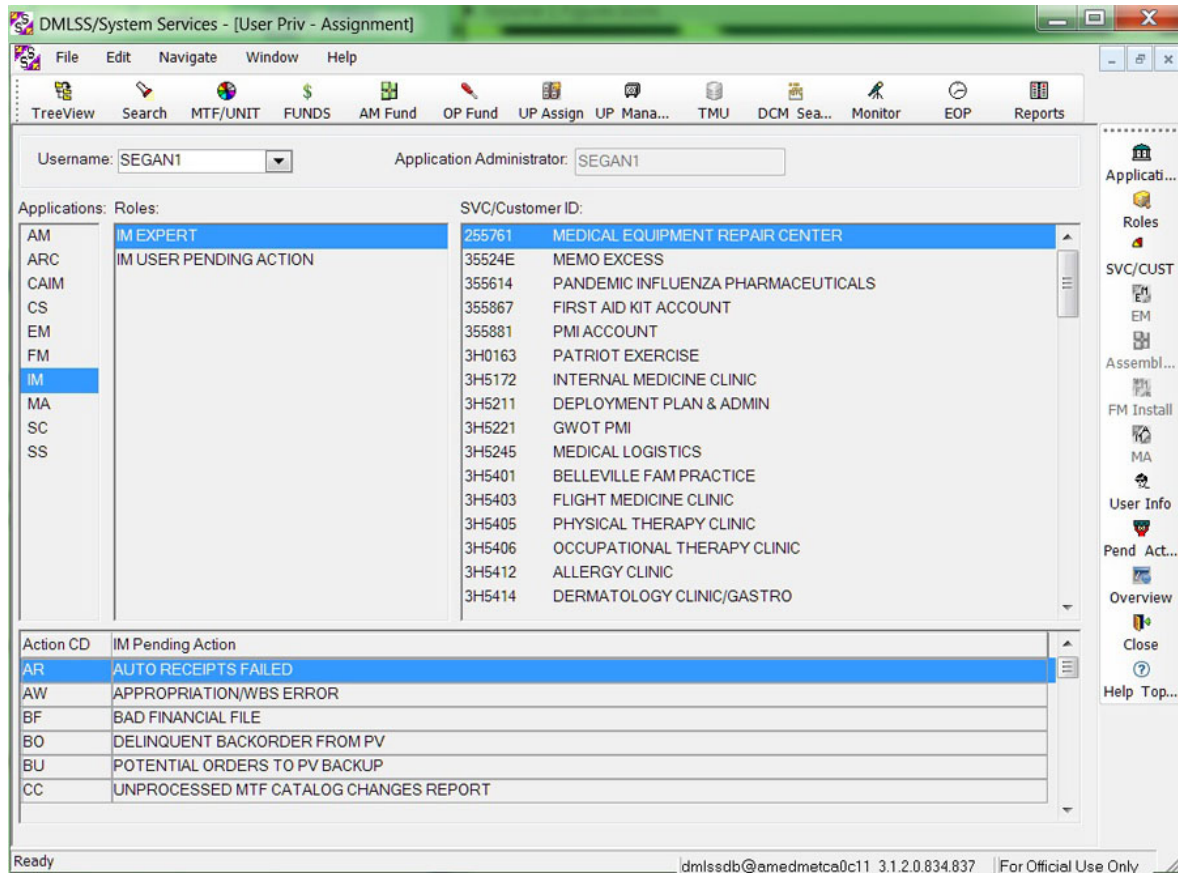 DMLSS/System Services - [User Priv - Assignment]
File Edit Navigate Window Help
TreeView Search MTF/UNIT FUNDS AM Fund OP Fund UP Assign UP Mana... TMU DCM Sea... Monitor EOP Reports
Username: SEGAN1 Application Administrator: SEGAN1
Applications: Roles: SVC/Customer ID:
AM IM EXPERT 255761 MEDICAL EQUIPMENT REPAIR CENTER
ARC IM USER PENDING ACTION 35524E MEMO EXCESS
CAIM 355614 PANDEMIC INFLUENZA PHARMACEUTICALS
CS 355867 FIRST AID KIT ACCOUNT
EM 355881 PMI ACCOUNT
FM 3H0163 PATRIOT EXERCISE
IM 3H5172 INTERNAL MEDICINE CLINIC
MA 3H5211 DEPLOYMENT PLAN & ADMIN
SC 3H5221 GWOT PMI
SS 3H5245 MEDICAL LOGISTICS
3H5401 BELLEVILLE FAM PRACTICE
3H5403 FLIGHT MEDICINE CLINIC
3H5405 PHYSICAL THERAPY CLINIC
3H5406 OCCUPATIONAL THERAPY CLINIC
3H5412 ALLERGY CLINIC
3H5414 DERMATOLOGY CLINIC/GASTRO
Action CD IM Pending Action
AR AUTO RECEIPTS FAILED
AW APPROPRIATION/WBS ERROR
BF BAD FINANCIAL FILE
BO DELINQUENT BACKORDER FROM PV
BU POTENTIAL ORDERS TO PV BACKUP
CC UNPROCESSED MTF CATALOG CHANGES REPORT
Applicati...
Roles
SVC/CUST
EM
Assembl...
FM Install
MA
User Info
Pend Act...
Overview
Close
Help Top...
Ready dmlssdb@amedmetca0c11 3.1.2.0.834.837 For Official Use Only